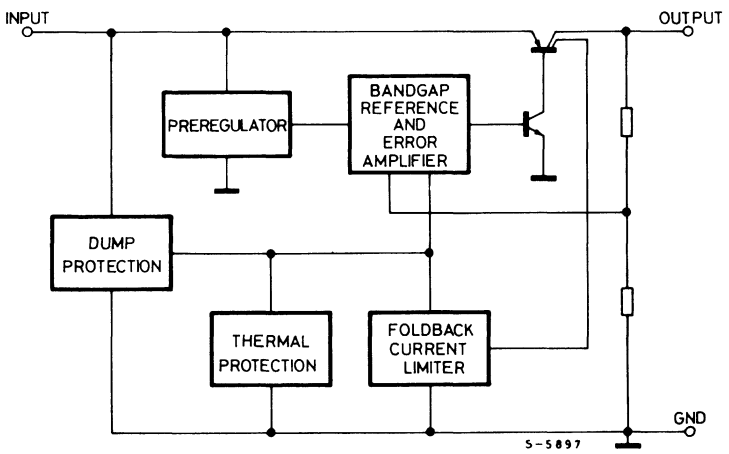 INPUT
OUTPUT
PREREGULATOR
BANDGAP
REFERENCE
AND
ERROR
AMPLIFIER
DUMP
PROTECTION
THERMAL
PROTECTION
FOLDBACK
CURRENT
LIMITER
GND
S-5897